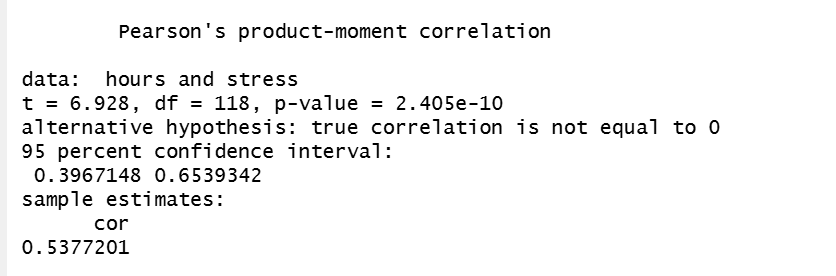 Pearson's product-moment correlation
data:  hours and stress
t = 6.928, df = 118, p-value = 2.405e-10
alternative hypothesis: true correlation is not equal to 0
95 percent confidence interval:
 0.3967148 0.6539342
sample estimates:
      cor
0.5377201